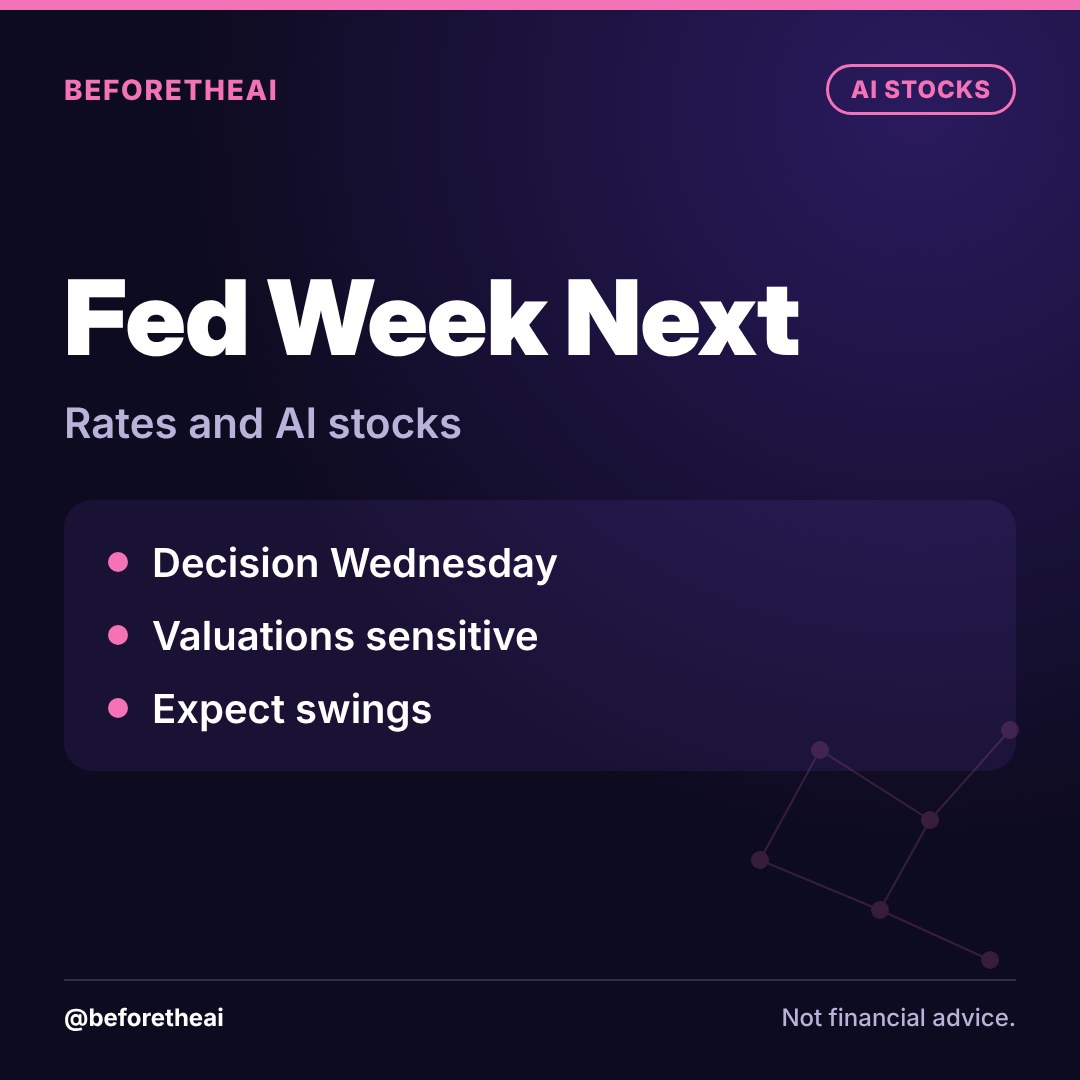 BEFORETHEAI
AI STOCKS
Fed Week Next
Rates and AI stocks
Decision Wednesday
Valuations sensitive
Expect swings
@beforetheai
Not financial advice.